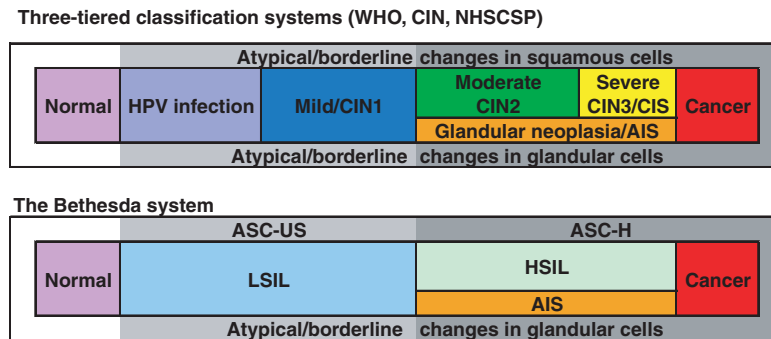 Three-tiered classification systems (WHO, CIN, NHSCSP)
Atypical/borderline changes in squamous cells
Normal
HPV infection
Mild/CIN1
Moderate
CIN2
Severe
CIN3/CIS
Cancer
Glandular neoplasia/AIS
Atypical/borderline changes in glandular cells
The Bethesda system
ASC-US
ASC-H
Normal
LSIL
HSIL
Cancer
AIS
Atypical/borderline changes in glandular cells